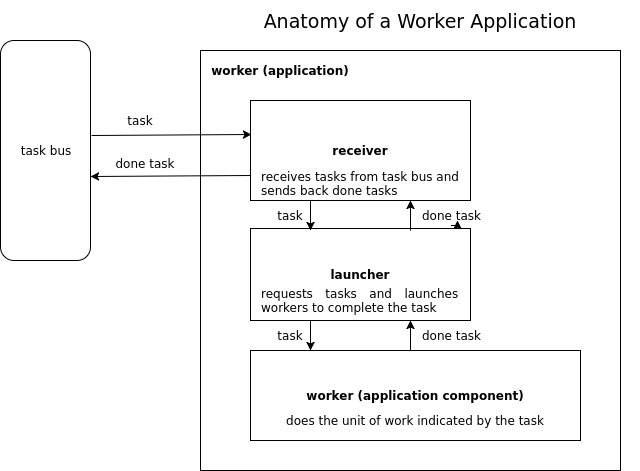 Anatomy of a Worker Application
worker (application)
task bus
task
done task
receiver
receives tasks from task bus and
sends back done tasks
task
done task
launcher
requests tasks and launches
workers to complete the task
task
done task
worker (application component)
does the unit of work indicated by the task